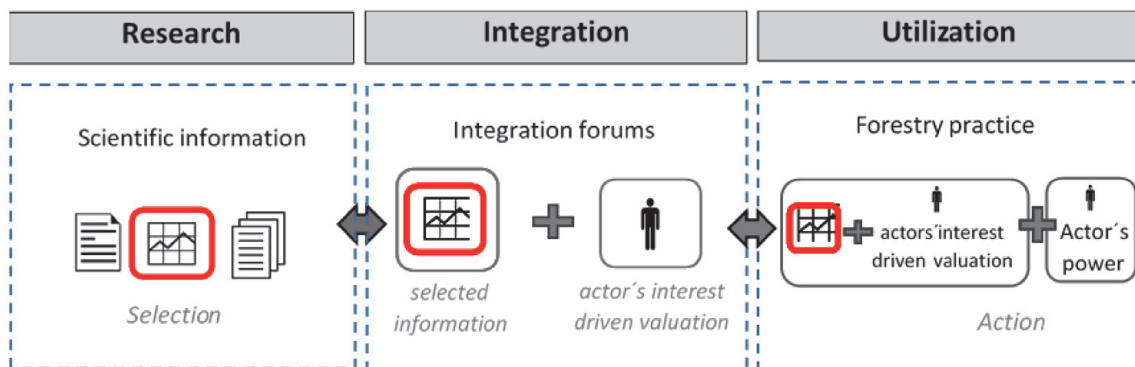 Research
Integration
Utilization
Scientific information
Selection
Integration forums
selected
information
actor´s interest
driven valuation
Forestry practice
actors´interest
driven valuation
Actor´s
power
Action